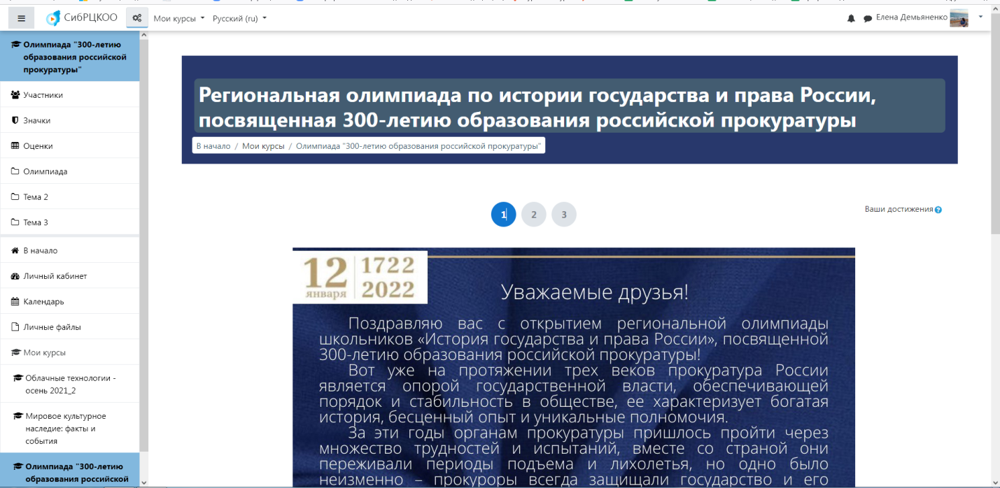 СибРЦКОО
Мои курсы
Русский (ru)
Елена Демьяненко
Олимпиада "300-летию
образования российской
прокуратуры"
Участники
Значки
Оценки
Олимпиада
Тема 2
Тема 3
В начало
Личный кабинет
Календарь
Личные файлы
Мои курсы
Облачные технологии -
осень 2021_2
Мировое культурное
наследие: факты и
события
Олимпиада "300-летию
образования российской
Региональная олимпиада по истории государства и права России,
посвященная 300-летию образования российской прокуратуры
В начало / Мои курсы / Олимпиада "300-летию образования российской прокуратуры"
1 2 3
Ваши достижения
12 января
1722
2022
Уважаемые друзья!
Поздравляю вас с открытием региональной олимпиады
школьников «История государства и права России», посвященной
300-летию образования российской прокуратуры!
Вот уже на протяжении трех веков прокуратура России
является опорой государственной власти, обеспечивающей
порядок и стабильность в обществе, ее характеризует богатая
история, бесценный опыт и уникальные полномочия.
За эти годы органам прокуратуры пришлось пройти через
множество трудностей и испытаний, вместе со страной они
переживали периоды подъема и лихолетья, но одно было
неизменно – прокуроры всегда защищали государство и его